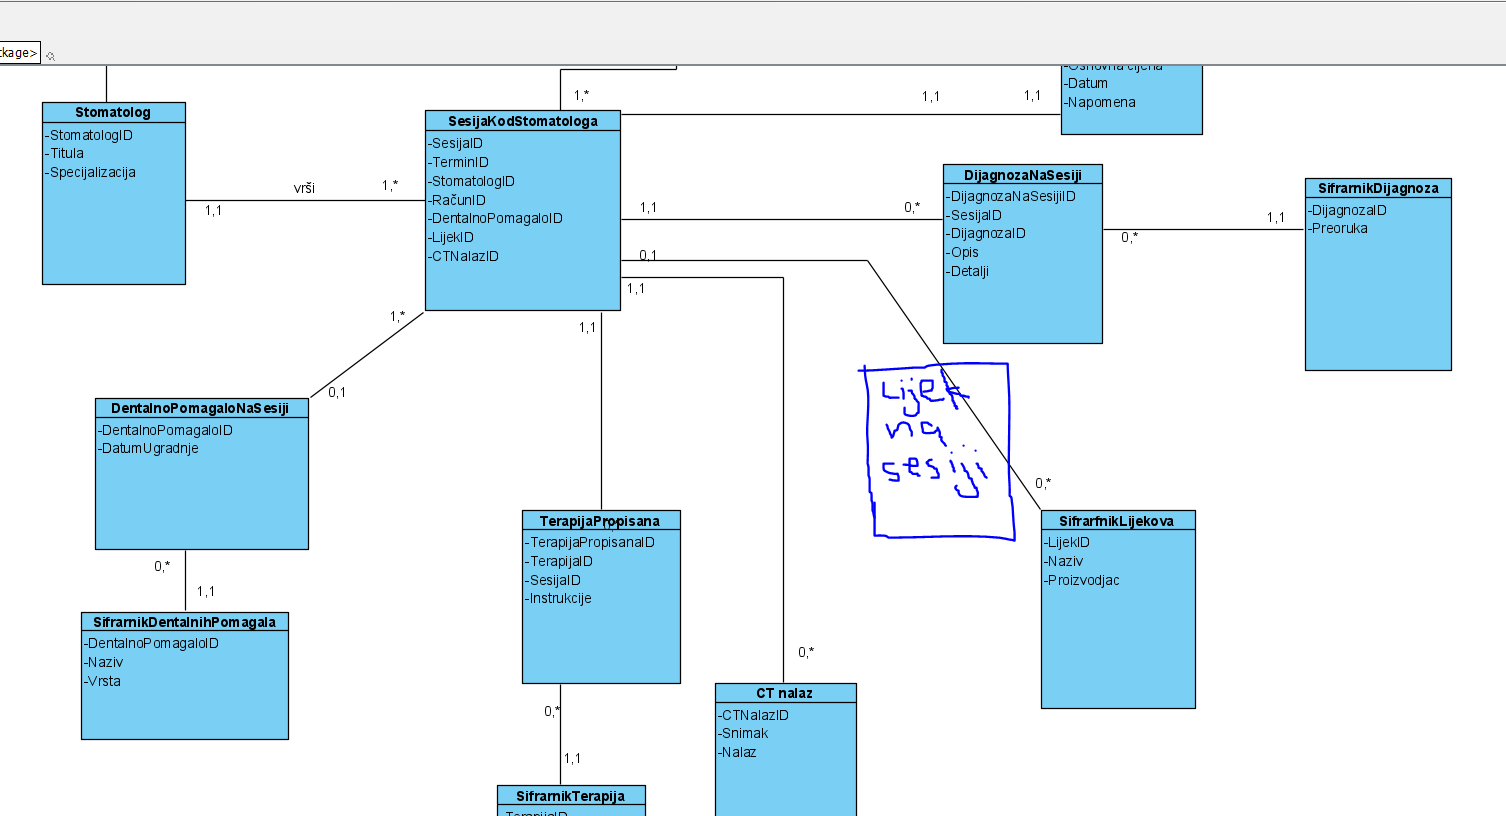 ckage>
Stomatolog
-StomatologID
-Titula
-Specijalizacija
vrši
1,*
1,1
1,*
SesijaKodStomatologa
-SesijaID
-TerminID
-StomatologID
-RačunID
-DentalnoPomagaloID
-LijekID
-CTNalazID
1,1
1,1
-Osnovna cijena
-Datum
-Napomena
1,1
0,*
DijagnozaNaSesiji
-DijagnozaNaSesijiID
-SesijaID
-DijagnozaID
-Opis
-Detalji
0,*
1,1
SifrarnikDijagnoza
-DijagnozaID
-Preoruka
0,1
1,1
1,1
1,*
0,1
DentalnoPomagaloNaSesiji
-DentalnoPomagaloID
-DatumUgradnje
0,*
1,1
SifrarnikDentalnihPomagala
-DentalnoPomagaloID
-Naziv
-Vrsta
Lijek
na
sesiji
0,*
SifrarfnikLijekova
-LijekID
-Naziv
-Proizvodjac
TerapijaPropisana
-TerapijaPropisanaID
-TerapijaID
-SesijaID
-Instrukcije
0,*
1,1
SifrarnikTerapija
-TerapijaID
0,*
CT nalaz
-CTNalazID
-Snimak
-Nalaz